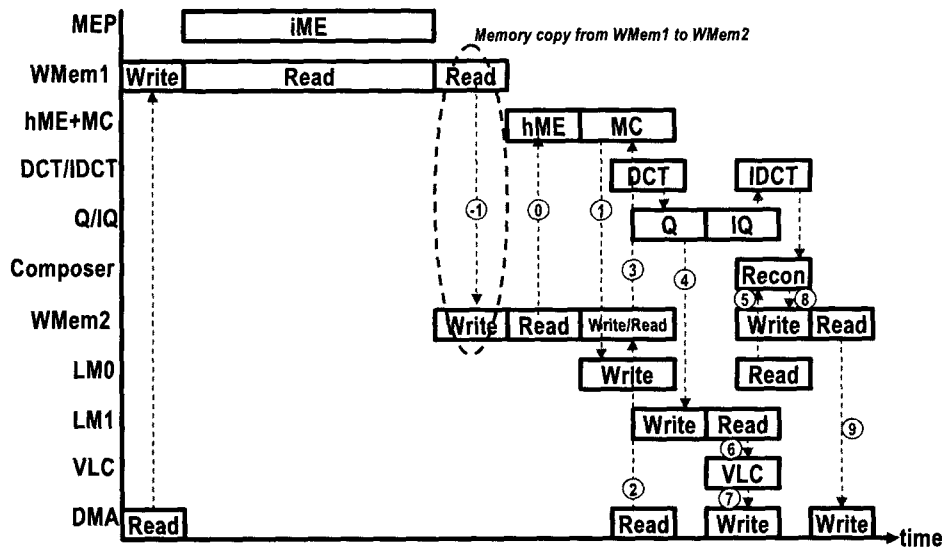 MEP iME
Memory copy from WMem1 to WMem2
WMem1 Write Read Read
hME+MC hME MC
DCT/IDCT DCT IDCT
Q/IQ -1 0 1 Q IQ
Composer 3 4 Recon
5 8
WMem2 Write Read Write/Read Write Read
LM0 Write Read
LM1 Write Read 9
6
VLC VLC
2 7
DMA Read Read Write Write
time